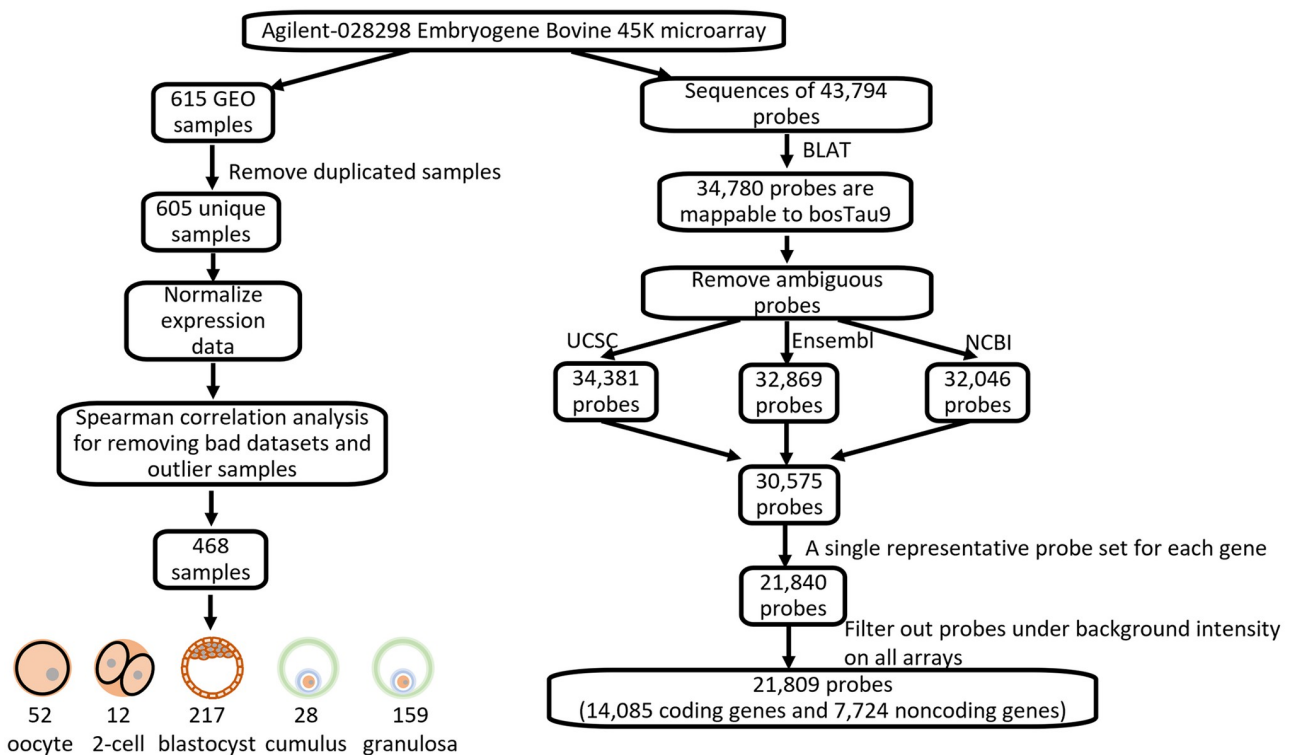 Agilent-028298 Embryogene Bovine 45K microarray
615 GEO
samples
Remove duplicated samples
605 unique
samples
Normalize
expression
data
Spearman correlation analysis
for removing bad datasets and
outlier samples
468
samples
52
12
217
28
159
oocyte
2-cell
blastocyst
cumulus
granulosa
Sequences of 43,794
probes
BLAT
34,780 probes are
mappable to bosTau9
Remove ambiguous
probes
UCSC
Ensembl
NCBI
34,381
probes
32,869
probes
32,046
probes
30,575
probes
A single representative probe set for each gene
21,840
probes
Filter out probes under background intensity
on all arrays
21,809 probes
(14,085 coding genes and 7,724 noncoding genes)